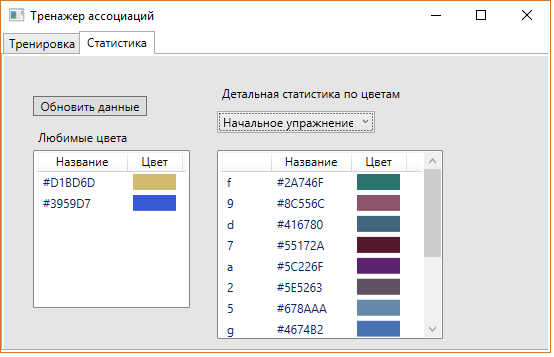 Тренажер ассоциаций
Тренировка Статистика
Обновить данные
Любимые цвета
Название Цвет
#D1BD6D
#3959D7
Детальная статистика по цветам
Начальное упражнение
Название Цвет
f #2A746F
9 #8C556C
d #416780
7 #55172A
a #5C226F
2 #5E5263
5 #678AAA
g #4674B2